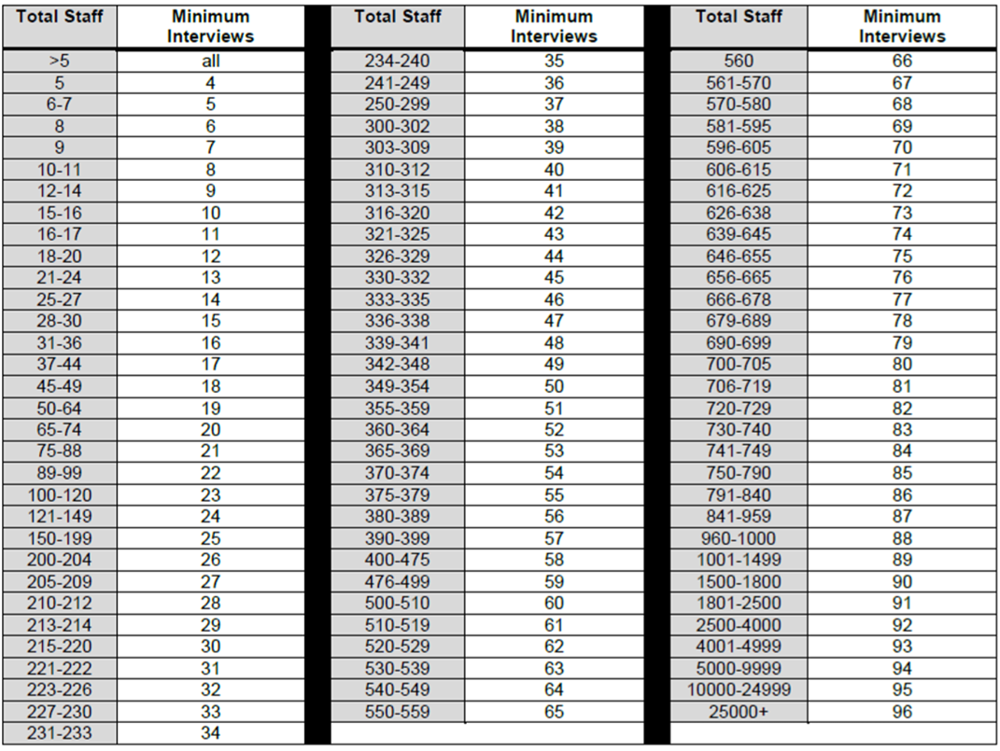 Total Staff Minimum Interviews Total Staff Minimum Interviews Total Staff Minimum Interviews
>5 all 234-240 35 560 66
5 4 241-249 36 561-570 67
6-7 5 250-299 37 570-580 68
8 6 300-302 38 581-595 69
9 7 303-309 39 596-605 70
10-11 8 310-312 40 606-615 71
12-14 9 313-315 41 616-625 72
15-16 10 316-320 42 626-638 73
16-17 11 321-325 43 639-645 74
18-20 12 326-329 44 646-655 75
21-24 13 330-332 45 656-665 76
25-27 14 333-335 46 666-678 77
28-30 15 336-338 47 679-689 78
31-36 16 339-341 48 690-699 79
37-44 17 342-348 49 700-705 80
45-49 18 349-354 50 706-719 81
50-64 19 355-359 51 720-729 82
65-74 20 360-364 52 730-740 83
75-88 21 365-369 53 741-749 84
89-99 22 370-374 54 750-790 85
100-120 23 375-379 55 791-840 86
121-149 24 380-389 56 841-959 87
150-199 25 390-399 57 960-1000 88
200-204 26 400-475 58 1001-1499 89
205-209 27 476-499 59 1500-1800 90
210-212 28 500-510 60 1801-2500 91
213-214 29 510-519 61 2500-4000 92
215-220 30 520-529 62 4001-4999 93
221-222 31 530-539 63 5000-9999 94
223-226 32 540-549 64 10000-24999 95
227-230 33 550-559 65 25000+ 96
231-233 34